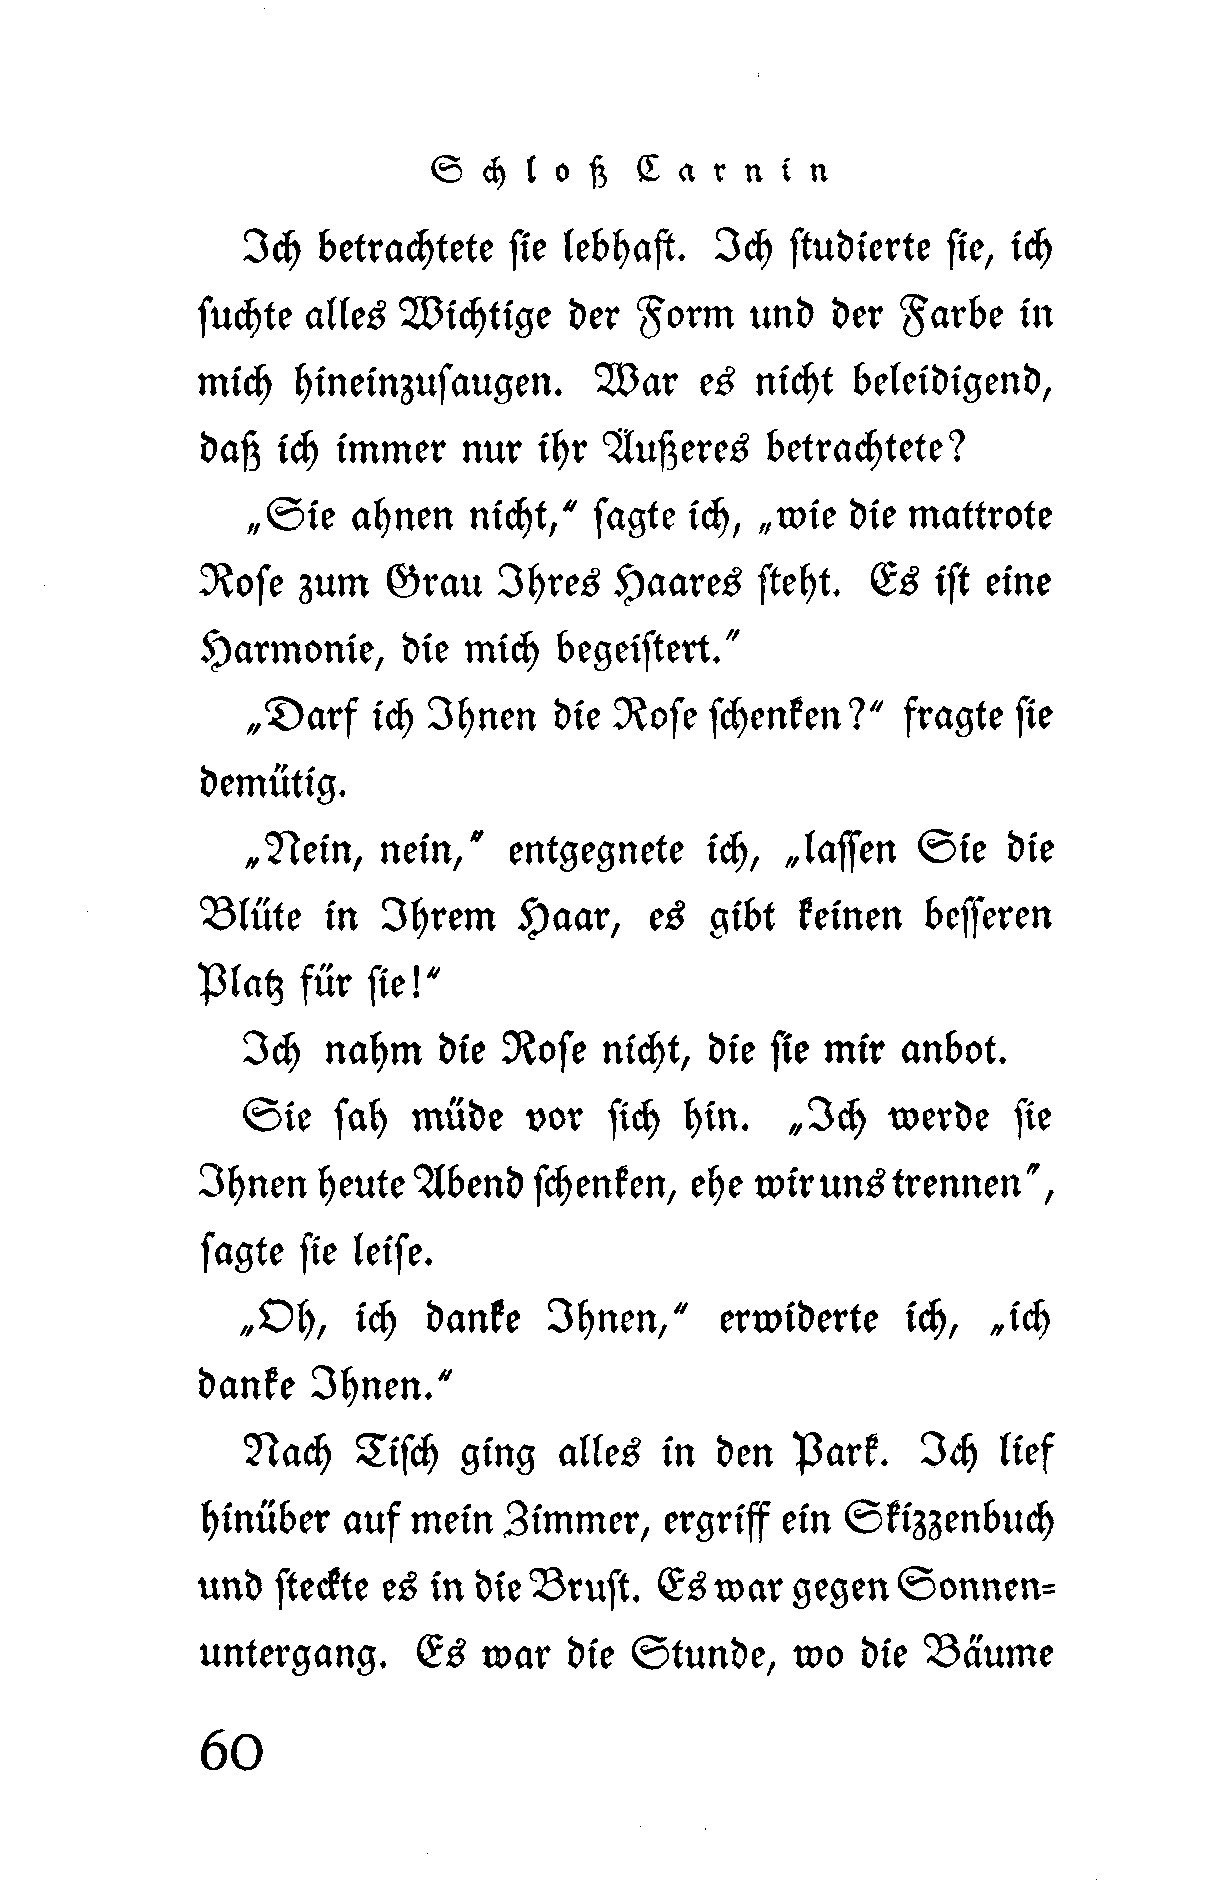 Schloß Carnin
Ich betrachtete sie lebhaft. Ich studierte sie, ich
suchte alles Wichtige der Form und der Farbe in
mich hineinzusaugen. War es nicht beleidigend,
daß ich immer nur ihr Äußeres betrachtete?
„Sie ahnen nicht,“ sagte ich, „wie die mattrote
Rose zum Grau Ihres Haares steht. Es ist eine
Harmonie, die mich begeistert.“
„Darf ich Ihnen die Rose schenken?“ fragte sie
demütig.
„Nein, nein,“ entgegnete ich, „lassen Sie die
Blüte in Ihrem Haar, es gibt keinen besseren
Platz für sie!“
Ich nahm die Rose nicht, die sie mir anbot.
Sie sah müde vor sich hin. „Ich werde sie
Ihnen heute Abend schenken, ehe wir uns trennen“,
sagte sie leise.
„Oh, ich danke Ihnen,“ erwiderte ich, „ich
danke Ihnen.“
Nach Tisch ging alles in den Park. Ich lief
hinüber auf mein Zimmer, ergriff ein Skizzenbuch
und steckte es in die Brust. Es war gegen Sonnen=
untergang. Es war die Stunde, wo die Bäume
60